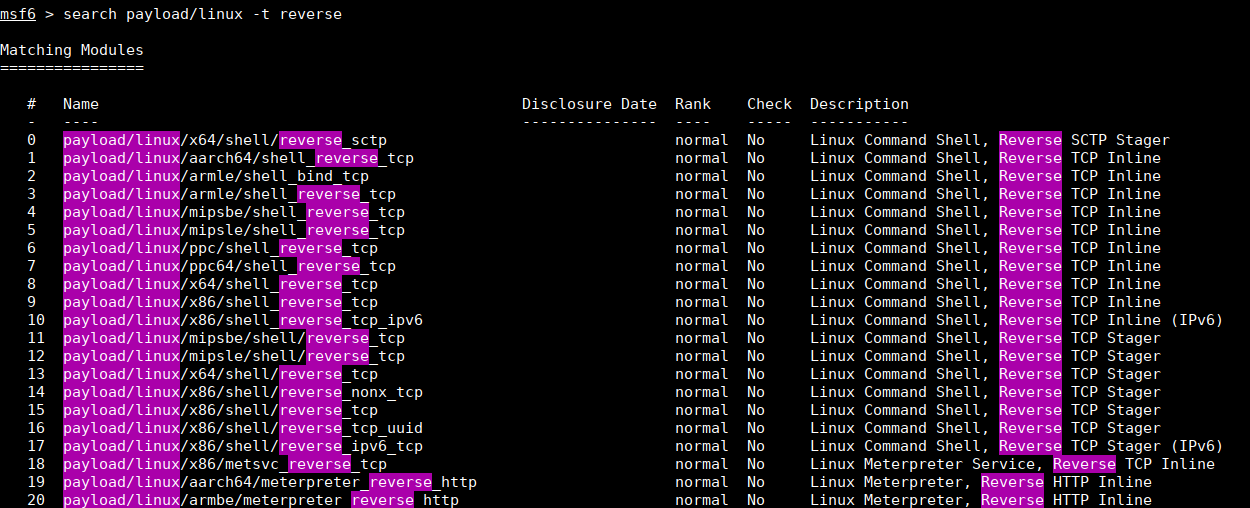 msf6 > search payload/linux -t reverse
Matching Modules
================
# Name Disclosure Date Rank Check Description
- ---- --------------- ---- ----- -----------
0 payload/linux/x64/shell/reverse_sctp normal No Linux Command Shell, Reverse SCTP Stager
1 payload/linux/aarch64/shell_reverse_tcp normal No Linux Command Shell, Reverse TCP Inline
2 payload/linux/armle/shell_bind_tcp normal No Linux Command Shell, Reverse TCP Inline
3 payload/linux/armle/shell_reverse_tcp normal No Linux Command Shell, Reverse TCP Inline
4 payload/linux/mipsbe/shell_reverse_tcp normal No Linux Command Shell, Reverse TCP Inline
5 payload/linux/mipsle/shell_reverse_tcp normal No Linux Command Shell, Reverse TCP Inline
6 payload/linux/ppc/shell_reverse_tcp normal No Linux Command Shell, Reverse TCP Inline
7 payload/linux/ppc64/shell_reverse_tcp normal No Linux Command Shell, Reverse TCP Inline
8 payload/linux/x64/shell_reverse_tcp normal No Linux Command Shell, Reverse TCP Inline
9 payload/linux/x86/shell_reverse_tcp normal No Linux Command Shell, Reverse TCP Inline
10 payload/linux/x86/shell_reverse_tcp_ipv6 normal No Linux Command Shell, Reverse TCP Inline (IPv6)
11 payload/linux/mipsbe/shell/reverse_tcp normal No Linux Command Shell, Reverse TCP Stager
12 payload/linux/mipsle/shell/reverse_tcp normal No Linux Command Shell, Reverse TCP Stager
13 payload/linux/x64/shell/reverse_tcp normal No Linux Command Shell, Reverse TCP Stager
14 payload/linux/x86/shell/reverse_nonx_tcp normal No Linux Command Shell, Reverse TCP Stager
15 payload/linux/x86/shell/reverse_tcp normal No Linux Command Shell, Reverse TCP Stager
16 payload/linux/x86/shell/reverse_tcp_uuid normal No Linux Command Shell, Reverse TCP Stager
17 payload/linux/x86/shell/reverse_ipv6_tcp normal No Linux Command Shell, Reverse TCP Stager (IPv6)
18 payload/linux/x86/metsvc_reverse_tcp normal No Linux Meterpreter Service, Reverse TCP Inline
19 payload/linux/aarch64/meterpreter_reverse_http normal No Linux Meterpreter, Reverse HTTP Inline
20 payload/linux/armbe/meterpreter_reverse_http normal No Linux Meterpreter, Reverse HTTP Inline